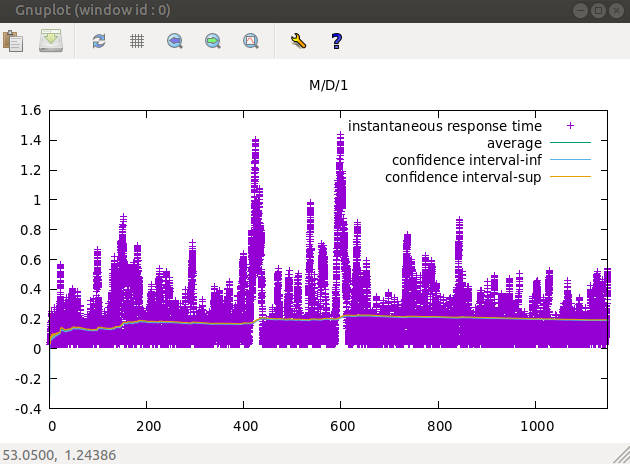 Gnuplot (window id : 0)
?
M/D/1
instantaneous response time
average
confidence interval-inf
confidence interval-sup
1.6
1.4
1.2
1
0.8
0.6
0.4
0.2
0
-0.2
-0.4
0 200 400 600 800 1000
53.0500, 1.24386